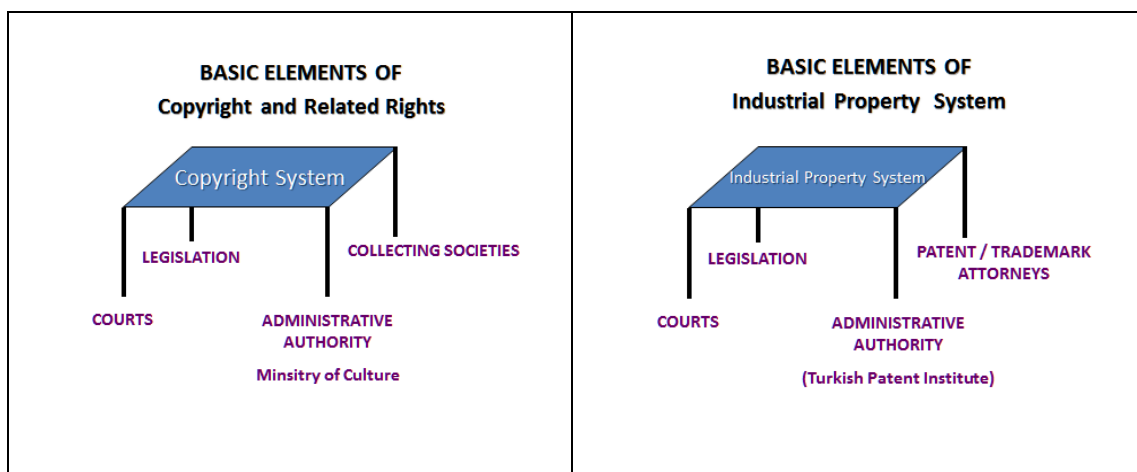 BASIC ELEMENTS OF
Copyright and Related Rights
Copyright System
LEGISLATION
COLLECTING SOCIETIES
COURTS
ADMINISTRATIVE
AUTHORITY
Minsitry of Culture
BASIC ELEMENTS OF
Industrial Property System
Industrial Property System
LEGISLATION
PATENT / TRADEMARK
ATTORNEYS
COURTS
ADMINISTRATIVE
AUTHORITY
(Turkish Patent Institute)